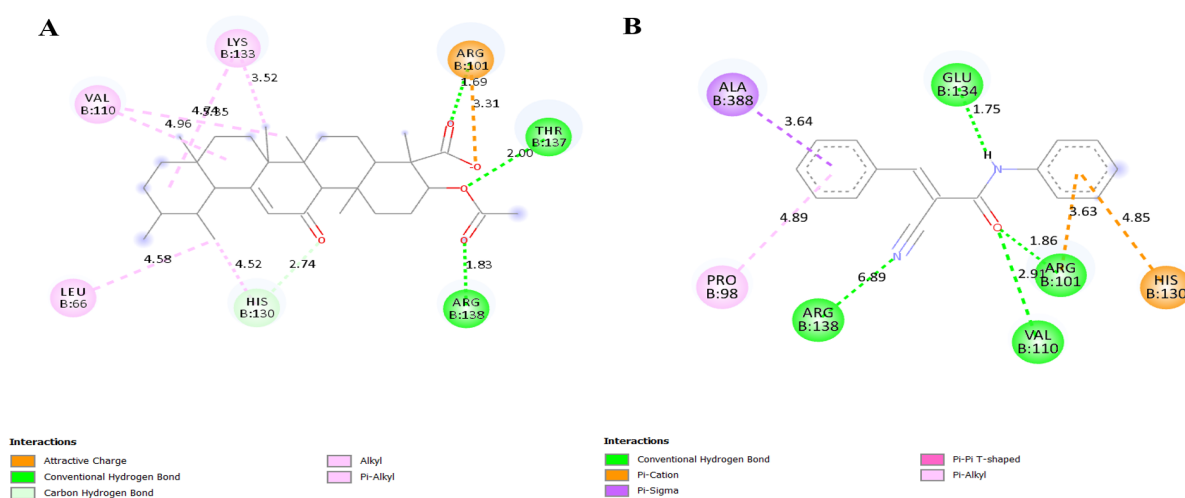 A
LYS
B:133
3.52
ARG
B:101
1.69
3.31
VAL
B:110
4.96
THR
B:137
2.00
O
O
-O
O
O
O
1.83
LEU
B:66
4.58
4.52
2.74
HIS
B:130
ARG
B:138
Interactions
Attractive Charge
Conventional Hydrogen Bond
Carbon Hydrogen Bond
Alkyl
Pi-Alkyl
B
ALA
B:388
GLU
B:134
1.75
3.64
H
N
4.89
3.63
4.85
O
1.86
N
6.89
2.91
PRO
B:98
ARG
B:101
HIS
B:130
ARG
B:138
VAL
B:110
Interactions
Conventional Hydrogen Bond
Pi-Cation
Pi-Sigma
Pi-Pi T-shaped
Pi-Alkyl